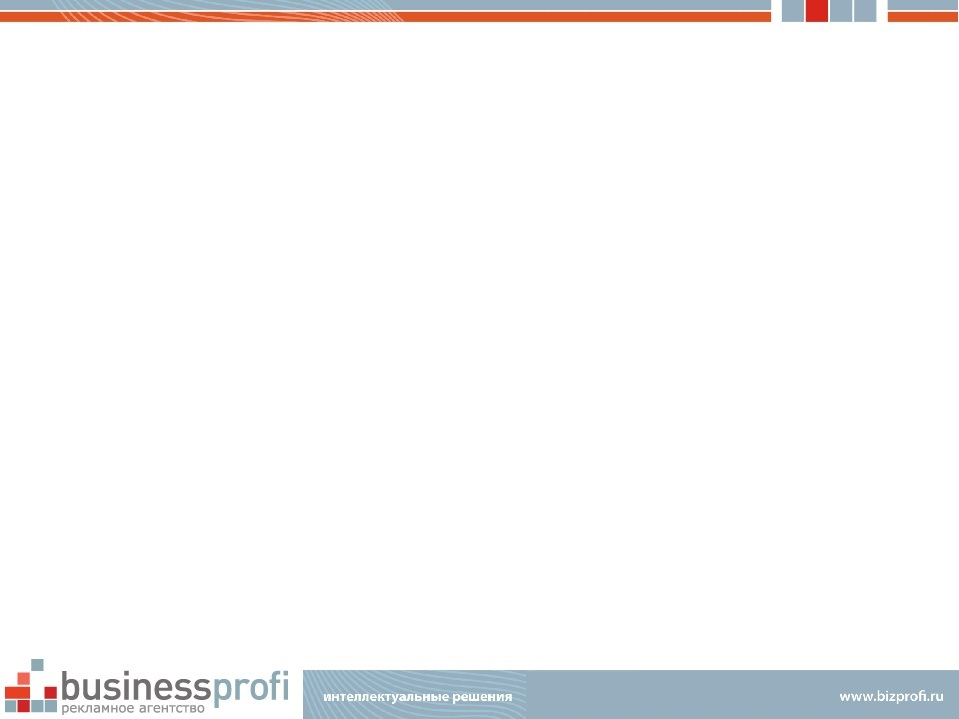 businessprofi
рекламное агентство
интеллектуальные решения
www.bizprofi.ru